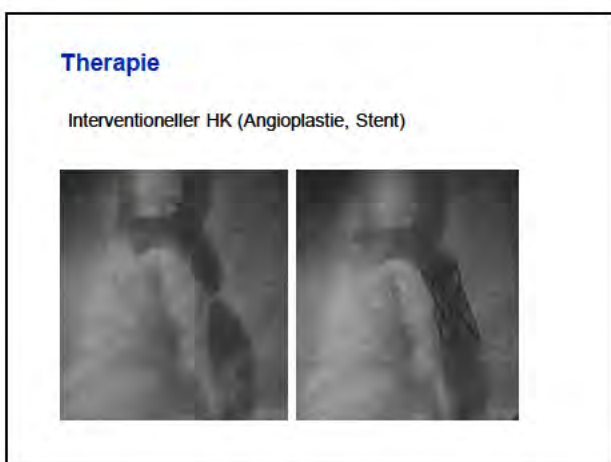 Therapie
Interventioneller HK (Angioplastie, Stent)